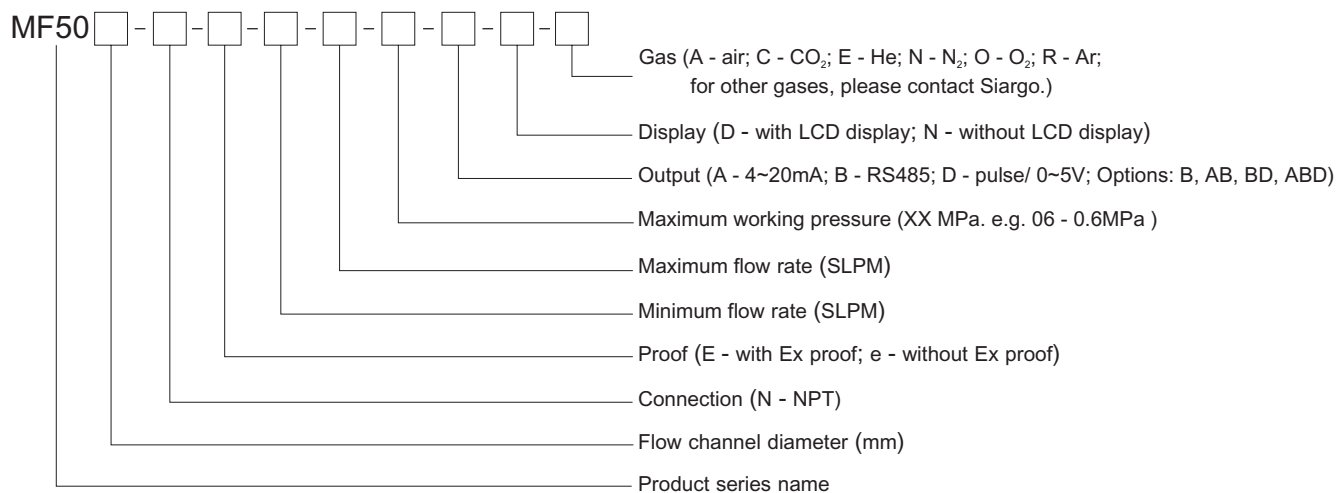 MF50 - - - - - - - -
Gas (A - air; C - CO₂; E - He; N - N₂; O - O₂; R - Ar;
for other gases, please contact Siargo.)
Display (D - with LCD display; N - without LCD display)
Output (A - 4~20mA; B - RS485; D - pulse/ 0~5V; Options: B, AB, BD, ABD)
Maximum working pressure (XX MPa. e.g. 06 - 0.6MPa )
Maximum flow rate (SLPM)
Minimum flow rate (SLPM)
Proof (E - with Ex proof; e - without Ex proof)
Connection (N - NPT)
Flow channel diameter (mm)
Product series name